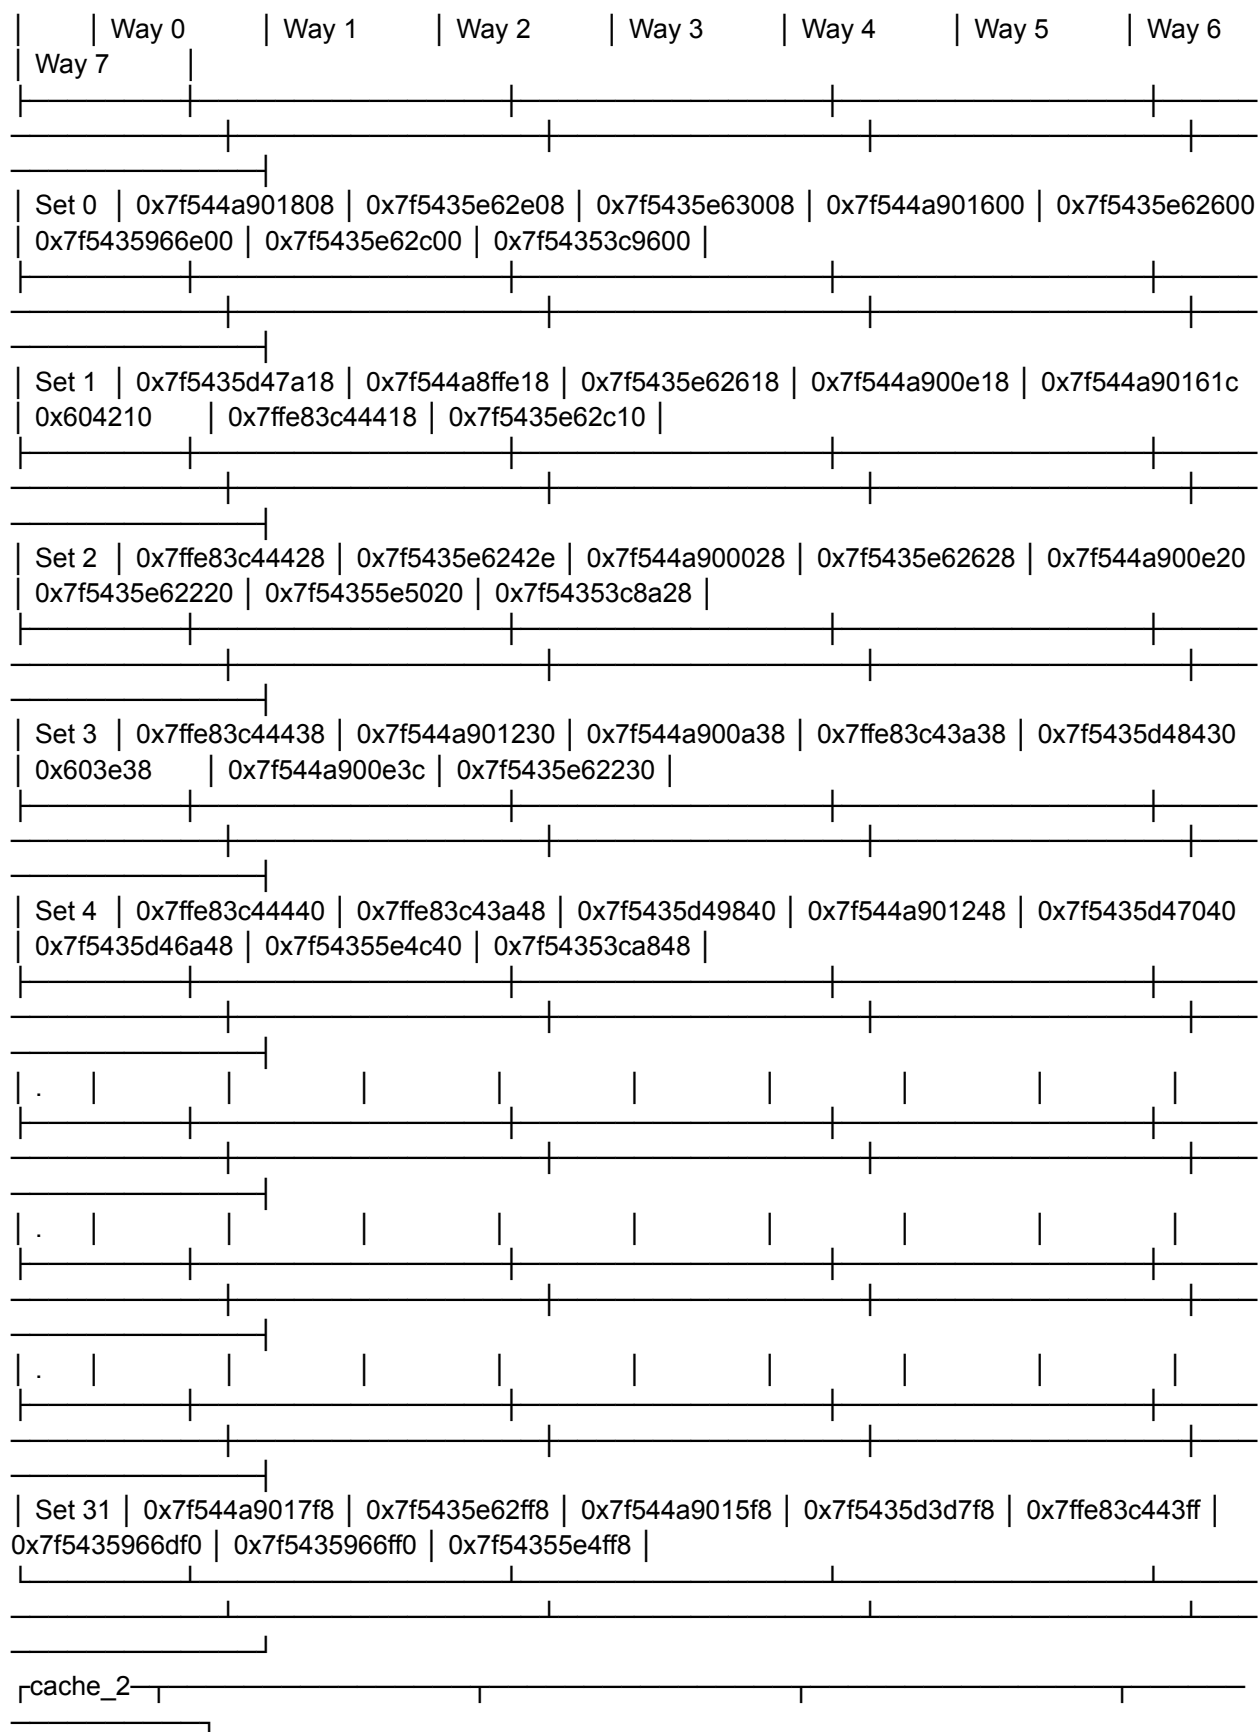 │ │ Way 0 │ Way 1 │ Way 2 │ Way 3 │ Way 4 │ Way 5 │ Way 6
│ Way 7 │
│ Set 0 │ 0x7f544a901808 │ 0x7f5435e62e08 │ 0x7f5435e63008 │ 0x7f544a901600 │ 0x7f5435e62600
│ 0x7f5435966e00 │ 0x7f5435e62c00 │ 0x7f54353c9600 │
│ Set 1 │ 0x7f5435d47a18 │ 0x7f544a8ffe18 │ 0x7f5435e62618 │ 0x7f544a900e18 │ 0x7f544a90161c
│ 0x604210 │ 0x7ffe83c44418 │ 0x7f5435e62c10 │
│ Set 2 │ 0x7ffe83c44428 │ 0x7f5435e6242e │ 0x7f544a900028 │ 0x7f5435e62628 │ 0x7f544a900e20
│ 0x7f5435e62220 │ 0x7f54355e5020 │ 0x7f54353c8a28 │
│ Set 3 │ 0x7ffe83c44438 │ 0x7f544a901230 │ 0x7f544a900a38 │ 0x7ffe83c43a38 │ 0x7f5435d48430
│ 0x603e38 │ 0x7f544a900e3c │ 0x7f5435e62230 │
│ Set 4 │ 0x7ffe83c44440 │ 0x7ffe83c43a48 │ 0x7f5435d49840 │ 0x7f544a901248 │ 0x7f5435d47040
│ 0x7f5435d46a48 │ 0x7f54355e4c40 │ 0x7f54353ca848 │
│ . │ │ │ │ │ │ │ │ │
│ . │ │ │ │ │ │ │ │ │
│ . │ │ │ │ │ │ │ │ │
│ Set 31 │ 0x7f544a9017f8 │ 0x7f5435e62ff8 │ 0x7f544a9015f8 │ 0x7f5435d3d7f8 │ 0x7ffe83c443ff │
0x7f5435966df0 │ 0x7f5435966ff0 │ 0x7f54355e4ff8 │
cache_2